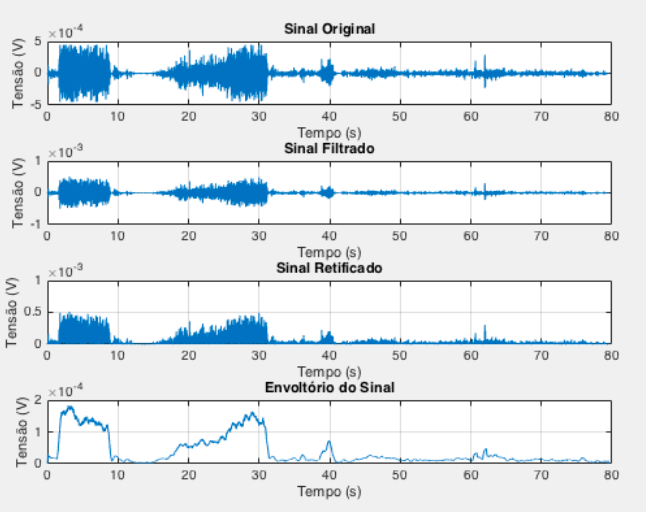 Sinal Original
×10-4
Tensão (V)
5
0
-5
0 10 20 30 40 50 60 70 80
Tempo (s)
Sinal Filtrado
×10-3
Tensão (V)
1
0
-1
0 10 20 30 40 50 60 70 80
Tempo (s)
Sinal Retificado
×10-3
Tensão (V)
1
0.5
0
0 10 20 30 40 50 60 70 80
Tempo (s)
Envoltório do Sinal
×10-4
Tensão (V)
2
1
0
0 10 20 30 40 50 60 70 80
Tempo (s)